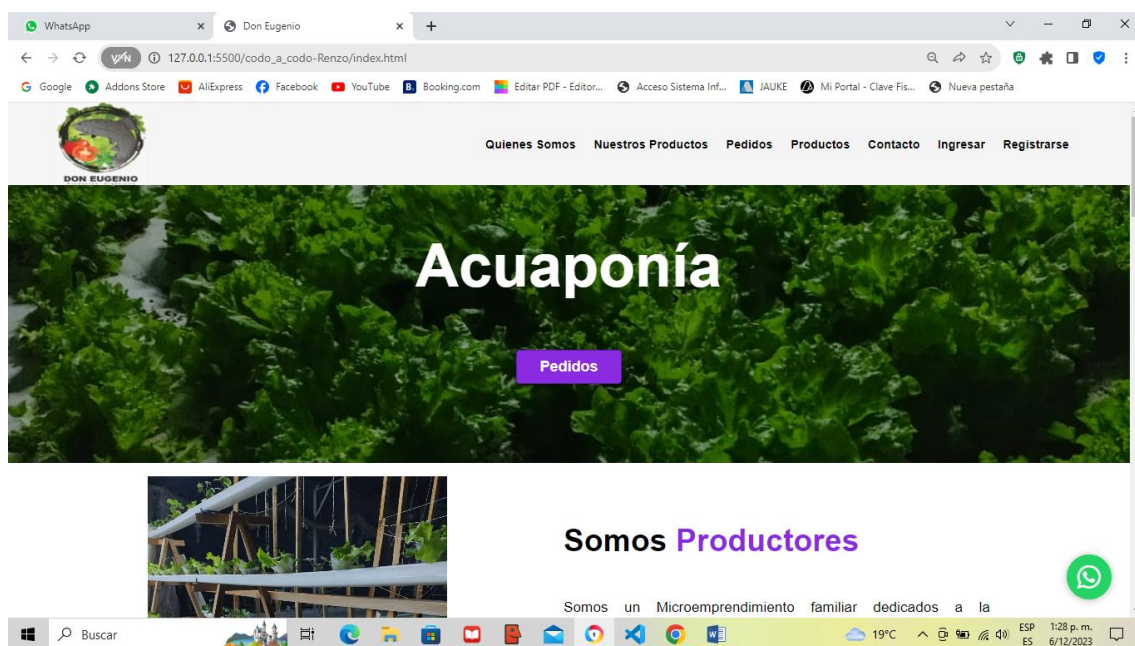 WhatsApp
Don Eugenio
VPN
127.0.0.1:5500/codo_a_codo-Renzo/index.html
Google Addons Store AliExpress Facebook YouTube B. Booking.com Editar PDF - Editor... Acceso Sistema Inf... JAUKE Mi Portal - Clave Fis... Nueva pestaña
DON EUGENIO
Quienes Somos Nuestros Productos Pedidos Productos Contacto Ingresar Registrarse
Acuaponía
Pedidos
Somos Productores
Somos un Microemprendimiento familiar dedicados a la
Buscar
19°C
ESP
ES
1:28 p. m.
6/12/2023